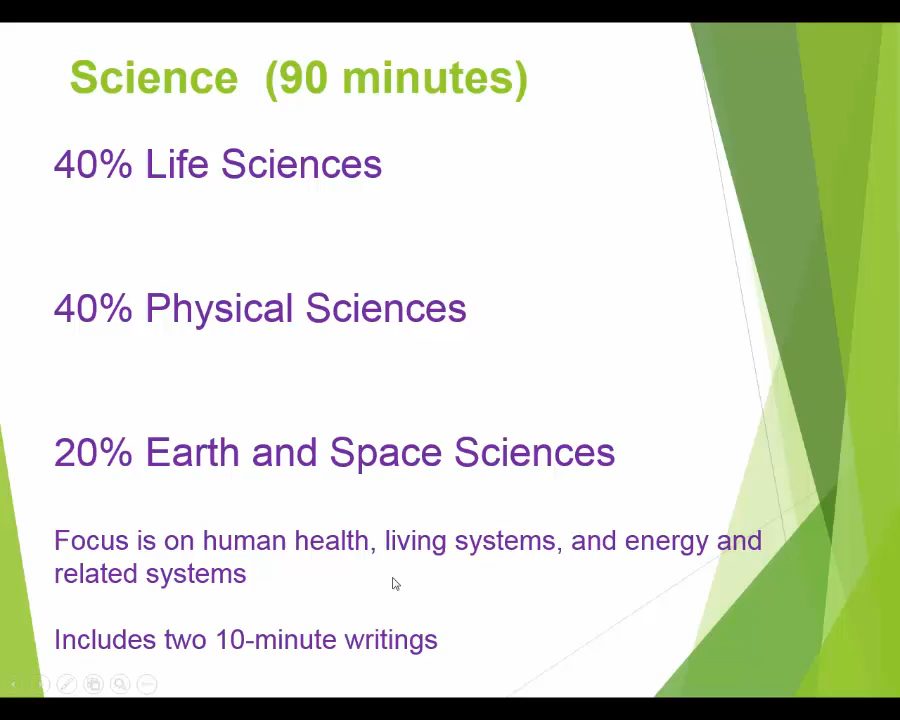 Science (90 minutes)
40% Life Sciences
40% Physical Sciences
20% Earth and Space Sciences
Focus is on human health, living systems, and energy and
related systems
Includes two 10-minute writings